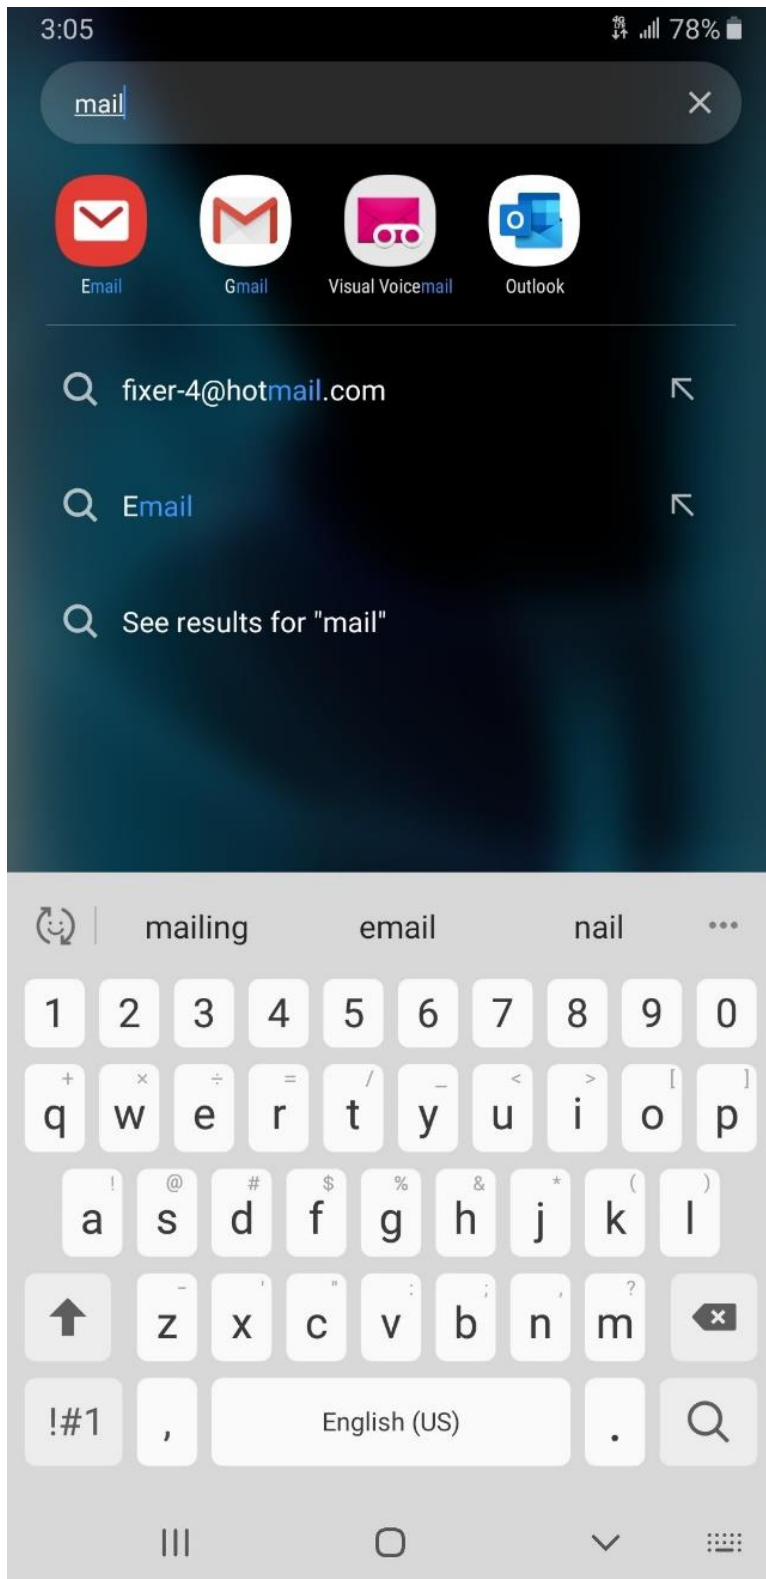 3:05 78%
mail
Email Gmail Visual Voicemail Outlook
fixer-4@hotmail.com
Email
See results for "mail"
mailing email nail
1 2 3 4 5 6 7 8 9 0
+ × ÷ = / _ < > [ ]
q w e r t y u i o p
! @ # $ % & * ( )
a s d f g h j k l
- ' " : ; , ?
z x c v b n m
!#1 , English (US) .